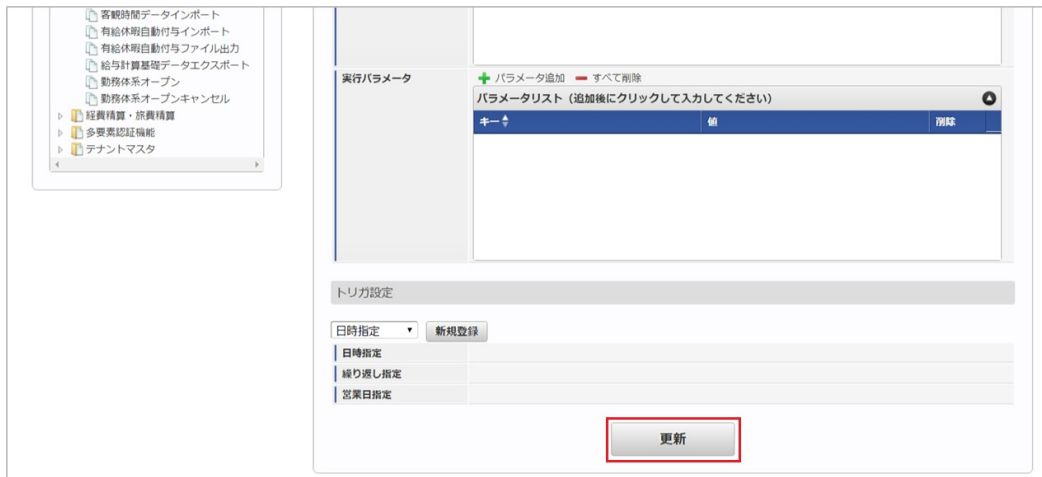 客観時間データインポート
有給休暇自動付与インポート
有給休暇自動付与ファイル出力
給与計算基礎データエクスポート
勤務体系オープン
勤務体系オープンキャンセル
経費精算・旅費精算
多要素認証機能
テナントマスタ
実行パラメータ
パラメータ追加 すべて削除
パラメータリスト（追加後にクリックして入力してください）
キー 値 削除
トリガ設定
日時指定 新規登録
日時指定
繰り返し指定
営業日指定
更新